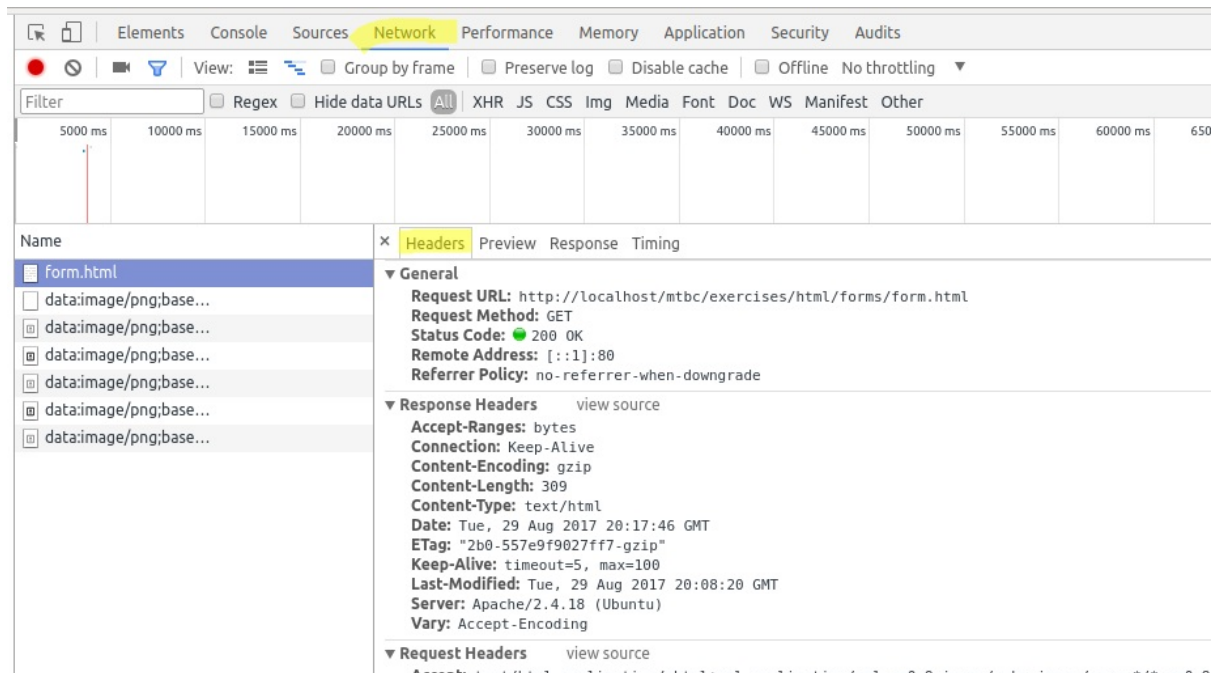 Elements Console Sources Network Performance Memory Application Security Audits
View: Group by frame Preserve log Disable cache Offline No throttling ▼
Filter Regex Hide data URLs All XHR JS CSS Img Media Font Doc WS Manifest Other
5000 ms 10000 ms 15000 ms 20000 ms 25000 ms 30000 ms 35000 ms 40000 ms 45000 ms 50000 ms 55000 ms 60000 ms 650
Name
form.html
data:image/png;base...
data:image/png;base...
data:image/png;base...
data:image/png;base...
data:image/png;base...
data:image/png;base...
× Headers Preview Response Timing
▼ General
Request URL: http://localhost/mtbc/exercises/html/forms/form.html
Request Method: GET
Status Code: 200 OK
Remote Address: [::1]:80
Referrer Policy: no-referrer-when-downgrade
▼ Response Headers view source
Accept-Ranges: bytes
Connection: Keep-Alive
Content-Encoding: gzip
Content-Length: 309
Content-Type: text/html
Date: Tue, 29 Aug 2017 20:17:46 GMT
ETag: "2b0-557e9f9027ff7-gzip"
Keep-Alive: timeout=5, max=100
Last-Modified: Tue, 29 Aug 2017 20:08:20 GMT
Server: Apache/2.4.18 (Ubuntu)
Vary: Accept-Encoding
▼ Request Headers view source